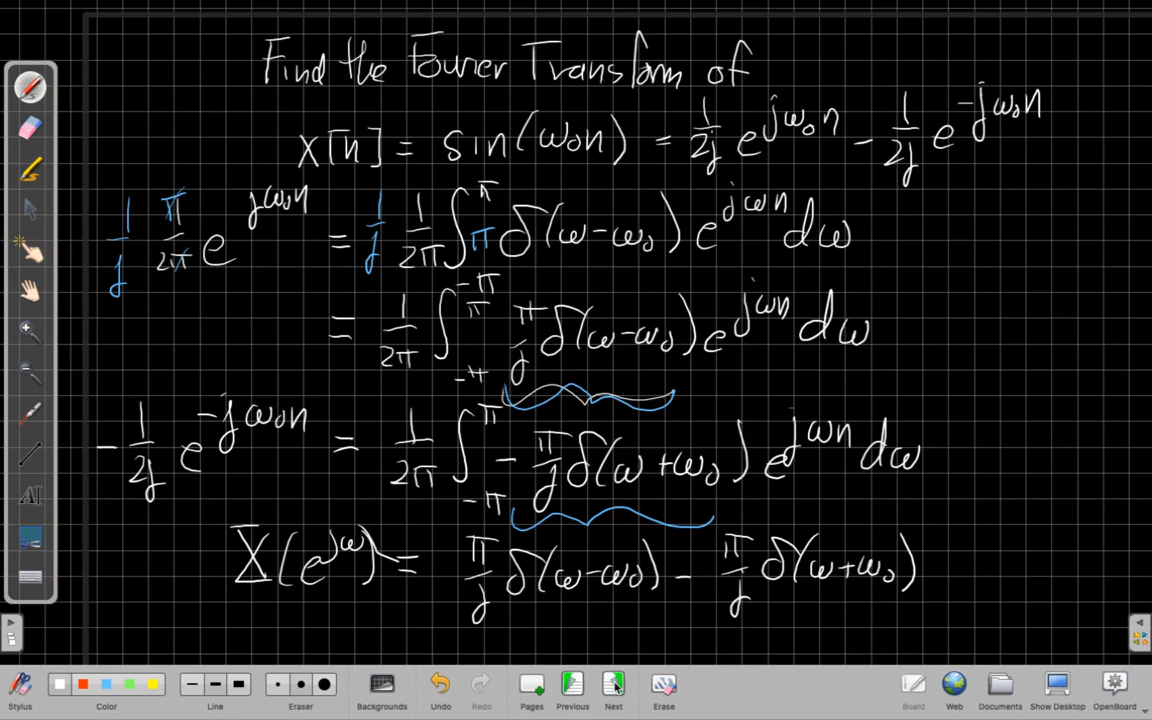 Find the Fourier Transform of
x[n] = sin(ω₀n) = 1/2j e^{jω₀n} - 1/2j e^{-jω₀n}
1/j π/2π e^{jω₀n} = 1/j 1/2π ∫_{-π}^{π} π δ(ω-ω₀) e^{jωn} dω
= 1/2π ∫_{-π}^{π} π/j δ(ω-ω₀) e^{jωn} dω
-1/2j e^{-jω₀n} = 1/2π ∫_{-π}^{π} - π/j δ(ω+ω₀) e^{jωn} dω
X(e^{jω}) = π/j δ(ω-ω₀) - π/j δ(ω+ω₀)
AI
Stylus Color Line Eraser Backgrounds Undo Redo Pages Previous Next Erase Board Web Documents Show Desktop OpenBoard